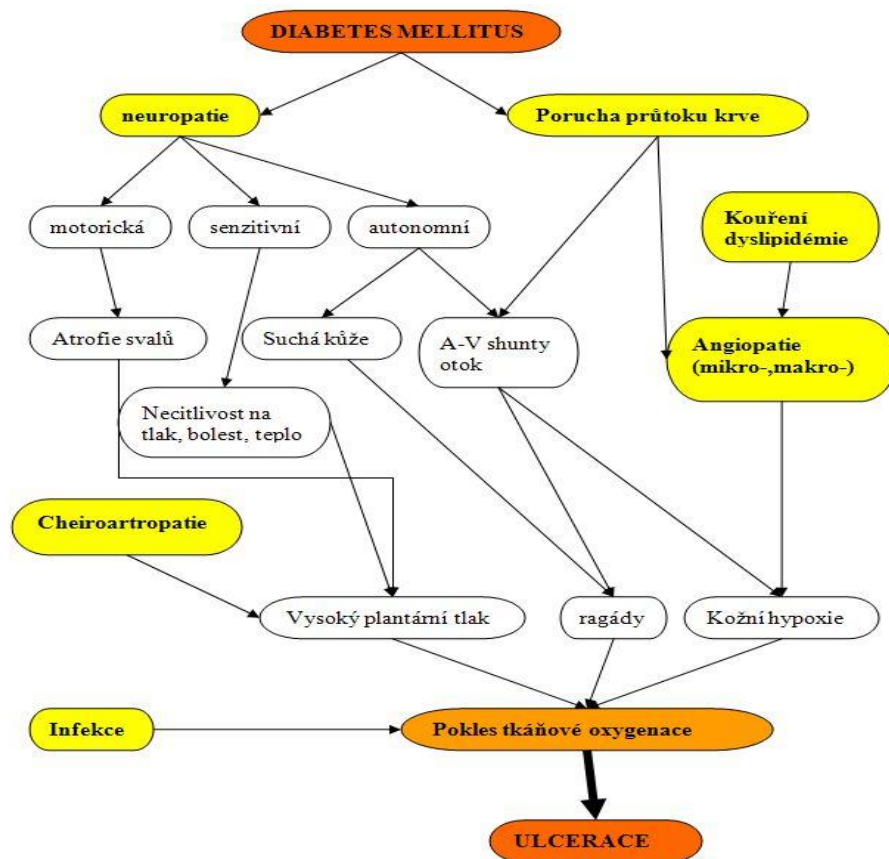 DIABETES MELLITUS
neuropatie
Porucha průtoku krve
motorická
senzitivní
autonomní
Kouření
dyslipidémie
Atrofie svalů
Suchá kůže
A-V shunty
otok
Angiopatie
(mikro-,makro-)
Necitlivost na
tlak, bolest, teplo
Cheiroartropatie
Vysoký plantární tlak
ragády
Kožní hypoxie
Infekce
Pokles tkáňové oxygenace
ULCERACE